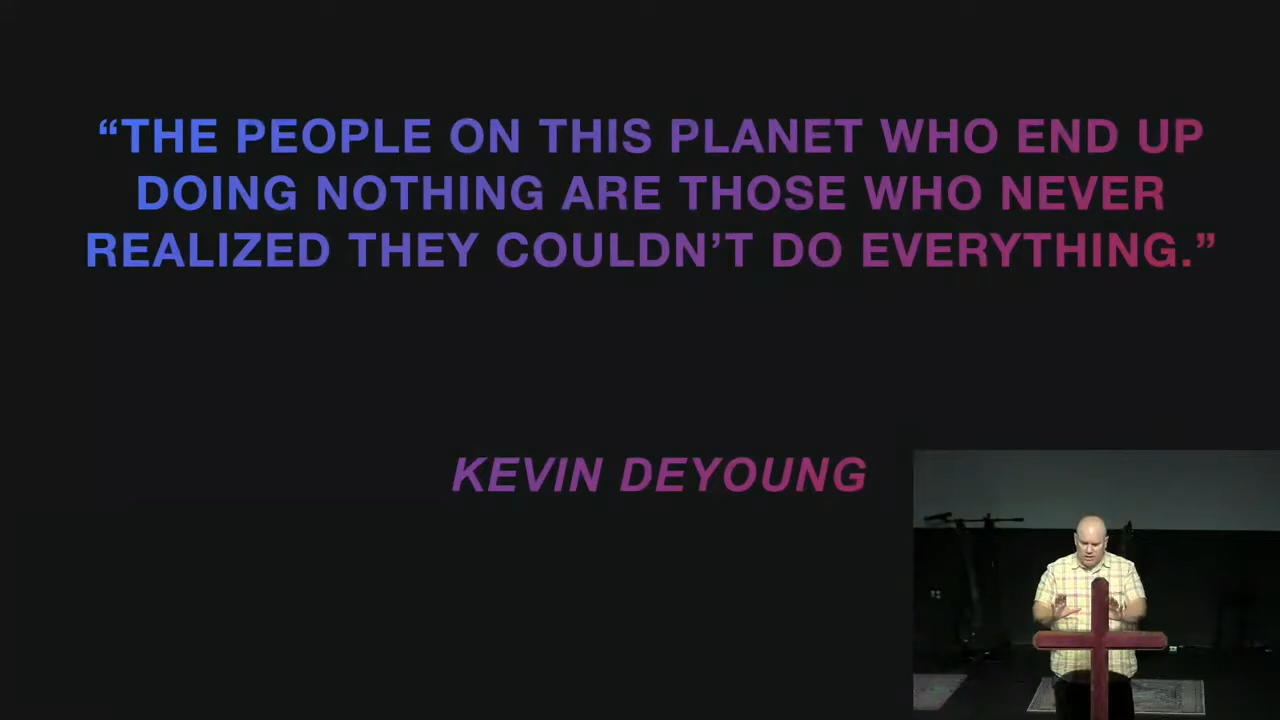 “THE PEOPLE ON THIS PLANET WHO END UP
DOING NOTHING ARE THOSE WHO NEVER
REALIZED THEY COULDN’T DO EVERYTHING.”
KEVIN DEYOUNG